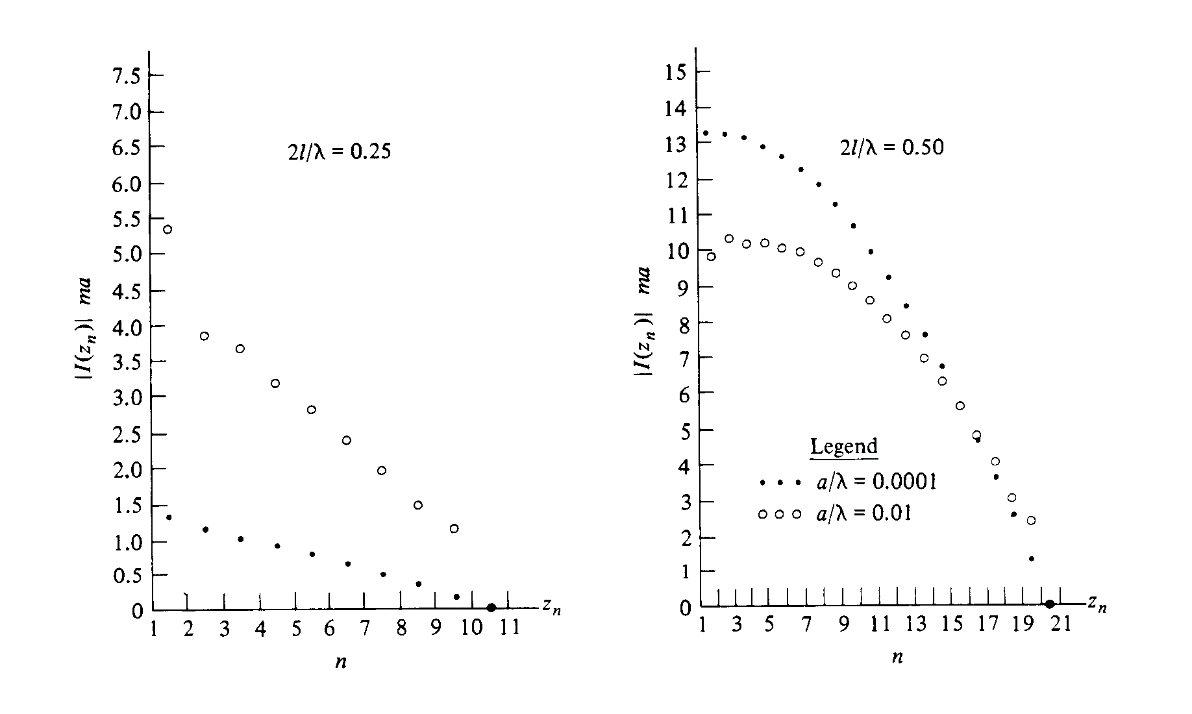 7.5
7.0
6.5
6.0
5.5
5.0
4.5
4.0
3.5
3.0
2.5
2.0
1.5
1.0
0.5
0
|I(zₙ)| ma
2l/λ = 0.25
1 2 3 4 5 6 7 8 9 10 11
zₙ
n
15
14
13
12
11
10
9
8
7
6
5
4
3
2
1
0
|I(zₙ)| ma
2l/λ = 0.50
Legend
a/λ = 0.0001
a/λ = 0.01
1 3 5 7 9 11 13 15 17 19 21
zₙ
n